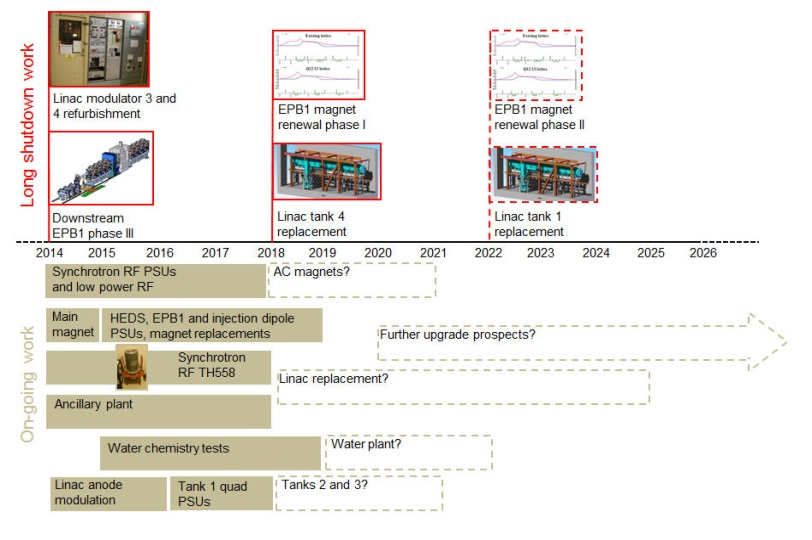 Long shutdown work
Linac modulator 3 and
4 refurbishment
Downstream
EPB1 phase III
Existing lattice
EPB1 magnet
renewal phase I
Linac tank 4
replacement
Existing lattice
EPB1 magnet
renewal phase II
Linac tank 1
replacement
2014 2015 2016 2017 2018 2019 2020 2021 2022 2023 2024 2025 2026
On-going work
Synchrotron RF PSUs
and low power RF
AC magnets?
Main
magnet
HEDS, EPB1 and injection dipole
PSUs, magnet replacements
Further upgrade prospects?
Synchrotron
RF TH558
Linac replacement?
Ancillary plant
Water chemistry tests
Water plant?
Linac anode
modulation
Tank 1 quad
PSUs
Tanks 2 and 3?